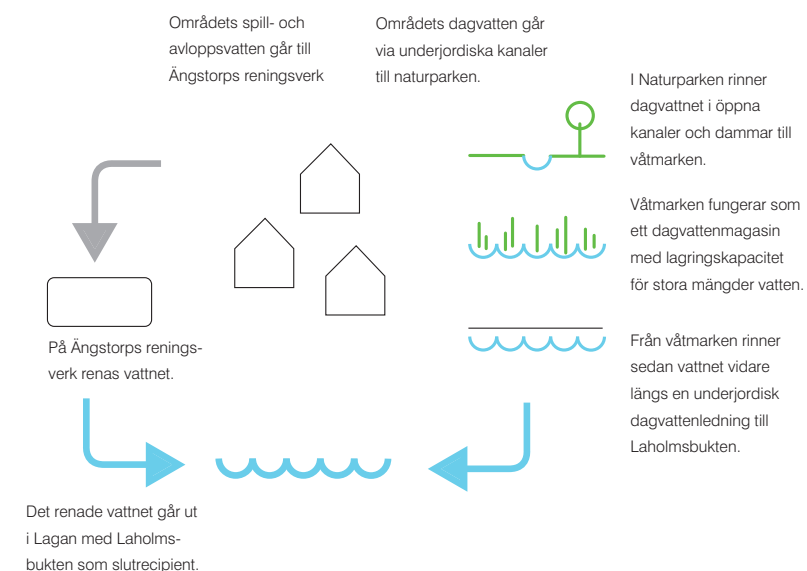 Områdets spill- och
avloppsvatten går till
Ängstorps reningsverk
Områdets dagvatten går
via underjordiska kanaler
till naturparken.
I Naturparken rinner
dagvattnet i öppna
kanaler och dammar till
våtmarken.
Våtmarken fungerar som
ett dagvattenmagasin
med lagringskapacitet
för stora mängder vatten.
Från våtmarken rinner
sedan vattnet vidare
längs en underjordisk
dagvattenledning till
Laholmsbukten.
På Ängstorps renings-
verk renas vattnet.
Det renade vattnet går ut
i Lagan med Laholms-
bukten som slutrecipient.